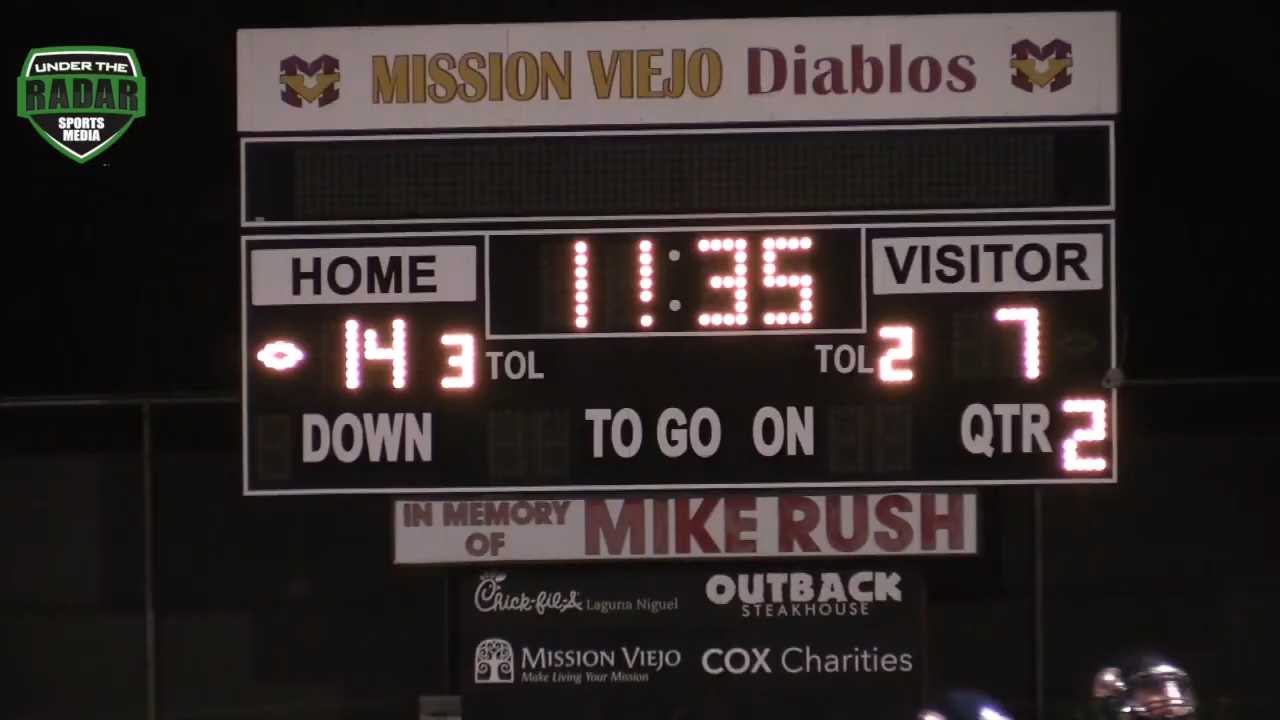 UNDER THE
RADAR
SPORTS
MEDIA
MISSION VIEJO Diablos
HOME
11:35
VISITOR
14 3 TOL
TOL 2 7
DOWN TO GO ON QTR 2
IN MEMORY
OF
MIKE RUSH
Chick-fil-A Laguna Niguel
OUTBACK
STEAKHOUSE
MISSION VIEJO
Make Living Your Mission
COX Charities